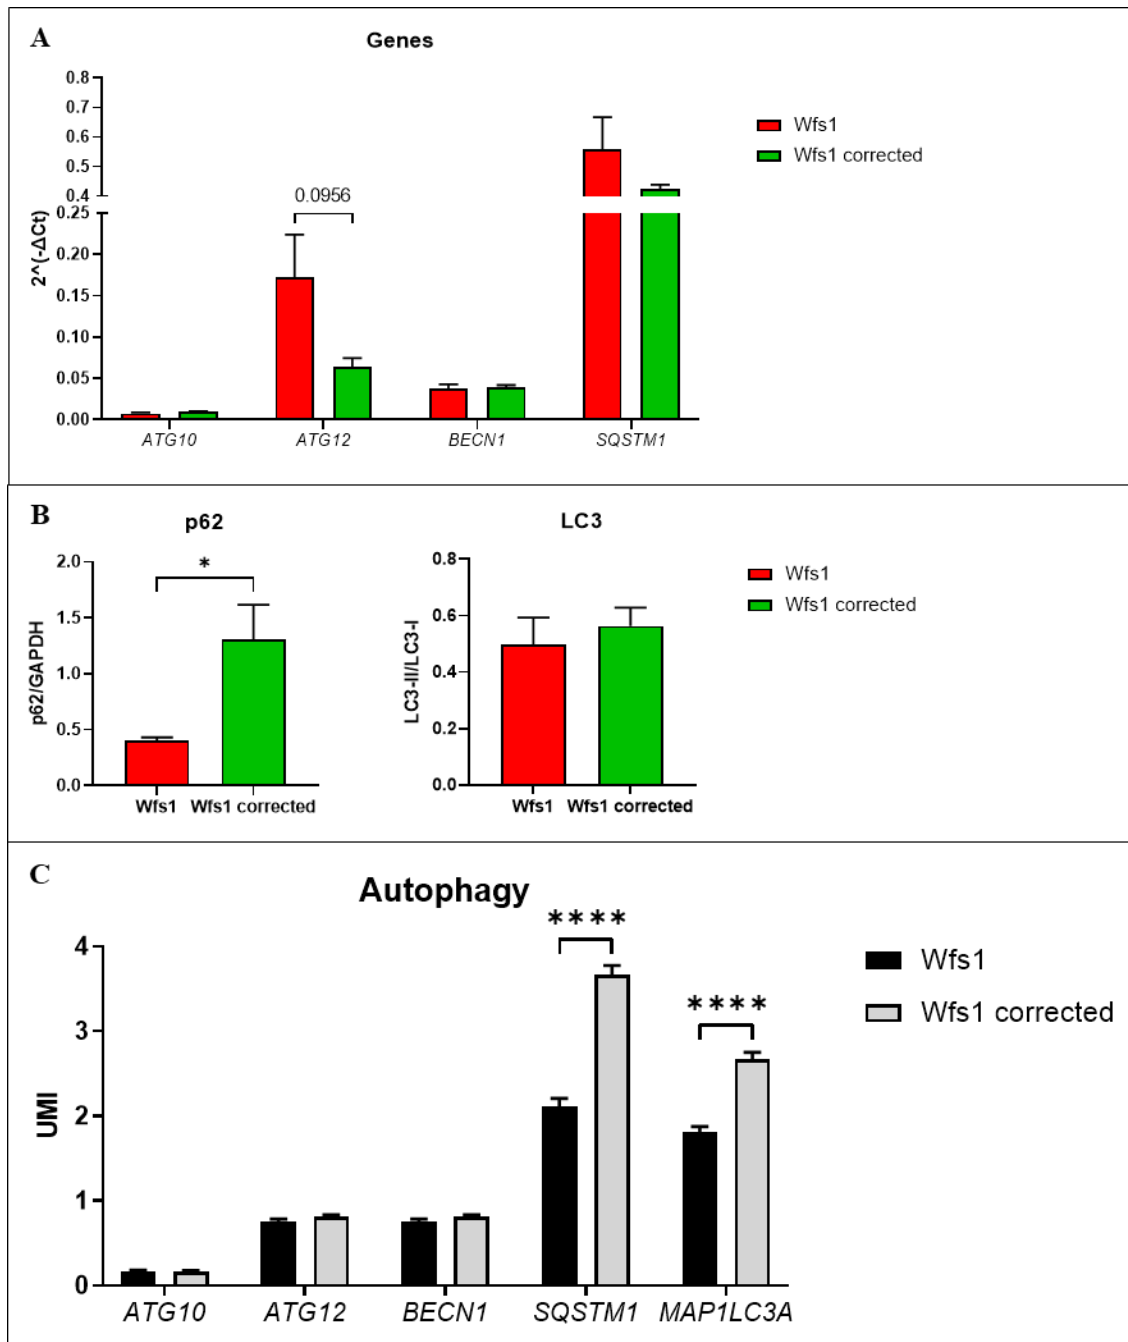 A
Genes
2^(-ΔCt)
0.8
0.7
0.6
0.5
0.4
0.25
0.20
0.15
0.10
0.05
0.00
0.0956
ATG10 ATG12 BECN1 SQSTM1
Wfs1
Wfs1 corrected
B
p62
p62/GAPDH
2.0
1.5
1.0
0.5
0.0
*
Wfs1 Wfs1 corrected
LC3
LC3-II/LC3-I
0.8
0.6
0.4
0.2
0.0
Wfs1 Wfs1 corrected
Wfs1
Wfs1 corrected
C
Autophagy
UMI
4
3
2
1
0
****
****
ATG10 ATG12 BECN1 SQSTM1 MAP1LC3A
Wfs1
Wfs1 corrected